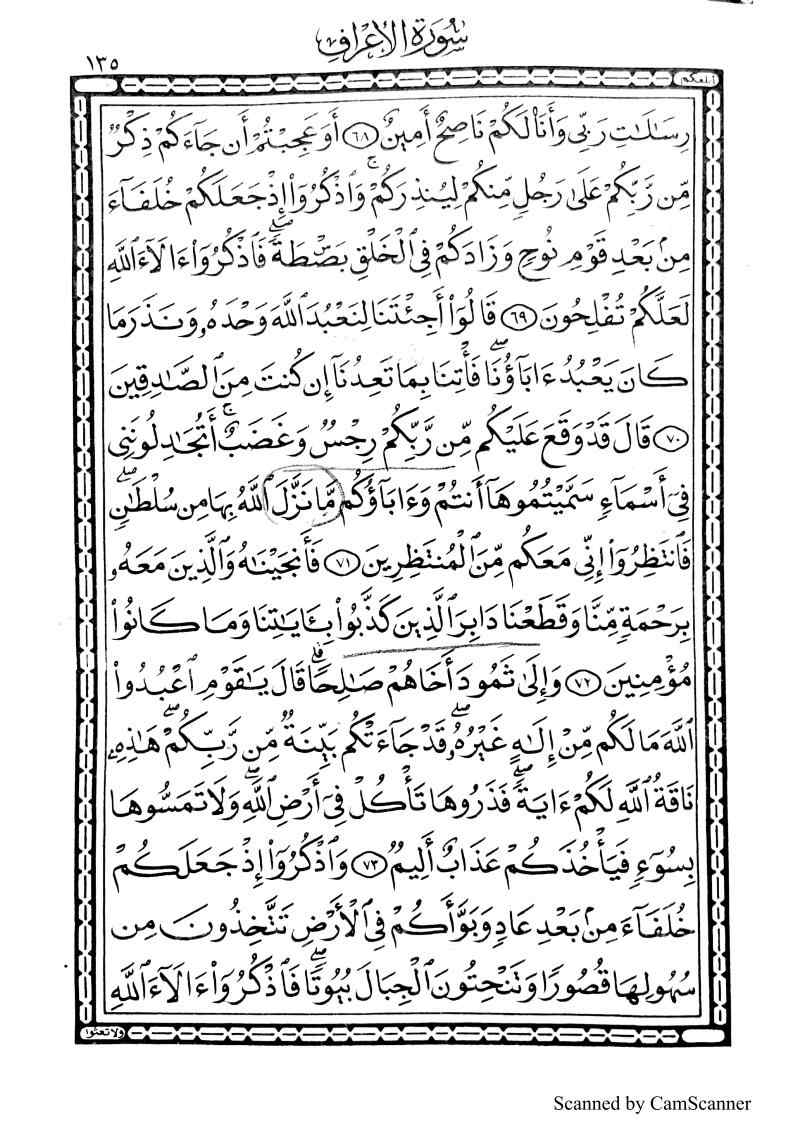 سُورَةُ الأَعْرَافِ
١٣٥
أبلغكم
رِسَٰلَٰتِ رَبِّى وَأَنَا۠ لَكُمْ نَاصِحٌ أَمِينٌ ٦٨ أَوَعَجِبْتُمْ أَن جَآءَكُمْ ذِكْرٌ
مِّن رَّبِّكُمْ عَلَىٰ رَجُلٍ مِّنكُمْ لِيُنذِرَكُمْ ۚ وَٱذْكُرُوٓا۟ إِذْ جَعَلَكُمْ خُلَفَآءَ
مِنۢ بَعْدِ قَوْمِ نُوحٍ وَزَادَكُمْ فِى ٱلْخَلْقِ بَصْۜطَةً ۖ فَٱذْكُرُوٓا۟ ءَالَآءَ ٱللَّهِ
لَعَلَّكُمْ تُفْلِحُونَ ٦٩ قَالُوٓا۟ أَجِئْتَنَا لِنَعْبُدَ ٱللَّهَ وَحْدَهُۥ وَنَذَرَ مَا
كَانَ يَعْبُدُ ءَابَآؤُنَا ۖ فَأْتِنَا بِمَا تَعِدُنَآ إِن كُنتَ مِنَ ٱلصَّٰدِقِينَ
٧٠ قَالَ قَدْ وَقَعَ عَلَيْكُم مِّن رَّبِّكُمْ رِجْسٌ وَغَضَبٌ ۖ أَتُجَٰدِلُونَنِى
فِىٓ أَسْمَآءٍ سَمَّيْتُمُوهَآ أَنتُمْ وَءَابَآؤُكُم مَّا نَزَّلَ ٱللَّهُ بِهَا مِن سُلْطَٰنٍ ۚ
فَٱنتَظِرُوٓا۟ إِنِّى مَعَكُم مِّنَ ٱلْمُنتَظِرِينَ ٧١ فَأَنجَيْنَٰهُ وَٱلَّذِينَ مَعَهُۥ
بِرَحْمَةٍ مِّنَّا وَقَطَعْنَا دَابِرَ ٱلَّذِينَ كَذَّبُوا۟ بِـَٔايَٰتِنَا وَمَا كَانُوا۟
مُؤْمِنِينَ ٧٢ وَإِلَىٰ ثَمُودَ أَخَاهُمْ صَٰلِحًا ۗ قَالَ يَٰقَوْمِ ٱعْبُدُوا۟
ٱللَّهَ مَا لَكُم مِّنْ إِلَٰهٍ غَيْرُهُۥ ۖ قَدْ جَآءَتْكُم بَيِّنَةٌ مِّن رَّبِّكُمْ ۖ هَٰذِهِۦ
نَاقَةُ ٱللَّهِ لَكُمْ ءَايَةً ۖ فَذَرُوهَا تَأْكُلْ فِىٓ أَرْضِ ٱللَّهِ ۖ وَلَا تَمَسُّوهَا
بِسُوٓءٍ فَيَأْخُذَكُمْ عَذَابٌ أَلِيمٌ ٧٣ وَٱذْكُرُوٓا۟ إِذْ جَعَلَكُمْ
خُلَفَآءَ مِنۢ بَعْدِ عَادٍ وَبَوَّأَكُمْ فِى ٱلْأَرْضِ تَتَّخِذُونَ مِن
سُهُولِهَا قُصُورًا وَتَنْحِتُونَ ٱلْجِبَالَ بُيُوتًا ۖ فَٱذْكُرُوٓا۟ ءَالَآءَ ٱللَّهِ
ولاتعثوا
Scanned by CamScanner